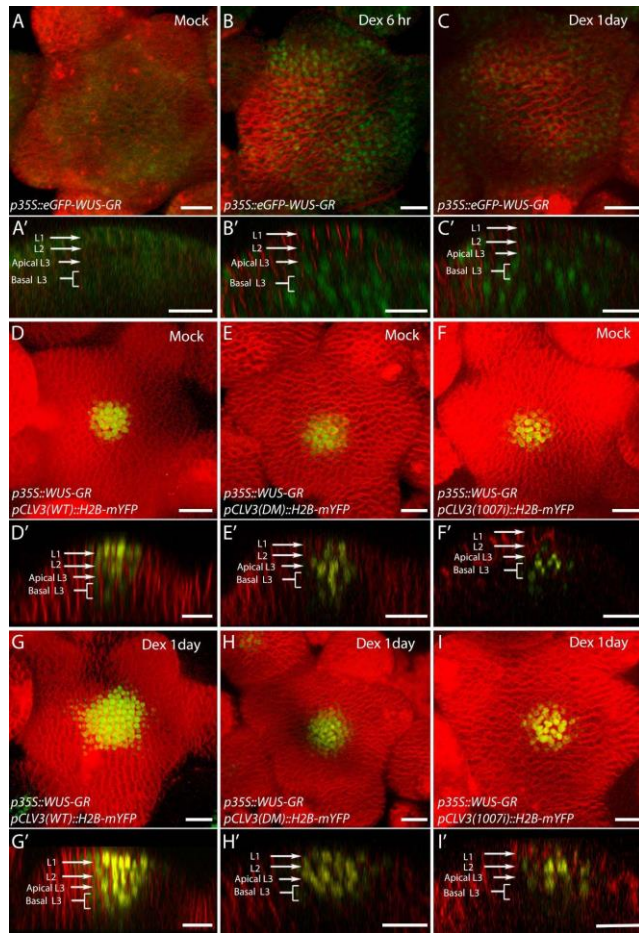 A
Mock
p35S::eGFP-WUS-GR
B
Dex 6 hr
p35S::eGFP-WUS-GR
C
Dex 1day
p35S::eGFP-WUS-GR
A'
L1
L2
Apical L3
Basal L3
B'
L1
L2
Apical L3
Basal L3
C'
L1
L2
Apical L3
Basal L3
D
Mock
p35S::WUS-GR
pCLV3(WT)::H2B-mYFP
E
Mock
p35S::WUS-GR
pCLV3(DM)::H2B-mYFP
F
Mock
p35S::WUS-GR
pCLV3(1007i)::H2B-mYFP
D'
L1
L2
Apical L3
Basal L3
E'
L1
L2
Apical L3
Basal L3
F'
L1
L2
Apical L3
Basal L3
G
Dex 1day
p35S::WUS-GR
pCLV3(WT)::H2B-mYFP
H
Dex 1day
p35S::WUS-GR
pCLV3(DM)::H2B-mYFP
I
Dex 1day
p35S::WUS-GR
pCLV3(1007i)::H2B-mYFP
G'
L1
L2
Apical L3
Basal L3
H'
L1
L2
Apical L3
Basal L3
I'
L1
L2
Apical L3
Basal L3